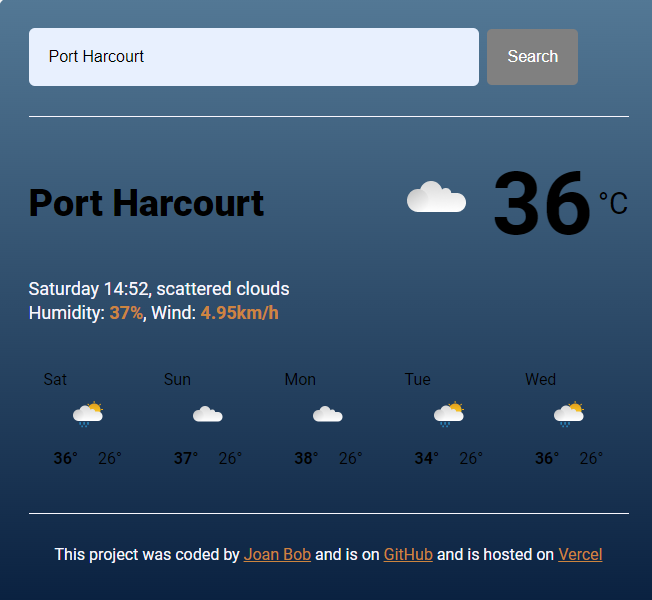 Port Harcourt
Search
Port Harcourt
36 °C
Saturday 14:52, scattered clouds
Humidity: 37%, Wind: 4.95km/h
Sat Sun Mon Tue Wed
36° 26° 37° 26° 38° 26° 34° 26° 36° 26°
This project was coded by Joan Bob and is on GitHub and is hosted on Vercel